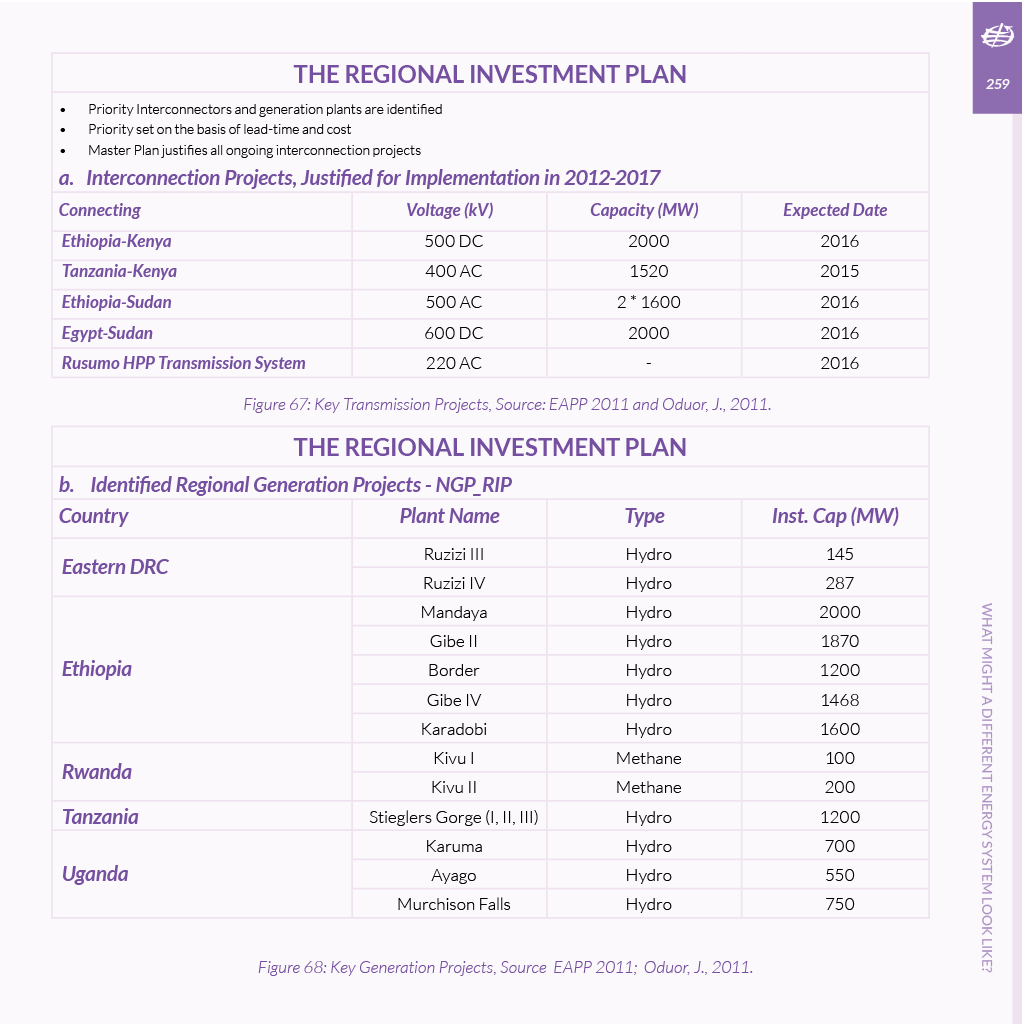 259
THE REGIONAL INVESTMENT PLAN
• Priority Interconnectors and generation plants are identified
• Priority set on the basis of lead-time and cost
• Master Plan justifies all ongoing interconnection projects
a. Interconnection Projects, Justified for Implementation in 2012-2017
Connecting Voltage (kV) Capacity (MW) Expected Date
Ethiopia-Kenya 500 DC 2000 2016
Tanzania-Kenya 400 AC 1520 2015
Ethiopia-Sudan 500 AC 2 * 1600 2016
Egypt-Sudan 600 DC 2000 2016
Rusumo HPP Transmission System 220 AC - 2016
Figure 67: Key Transmission Projects, Source: EAPP 2011 and Oduor, J., 2011.
THE REGIONAL INVESTMENT PLAN
b. Identified Regional Generation Projects - NGP_RIP
Country Plant Name Type Inst. Cap (MW)
Eastern DRC Ruzizi III Hydro 145
Ruzizi IV Hydro 287
Ethiopia Mandaya Hydro 2000
Gibe II Hydro 1870
Border Hydro 1200
Gibe IV Hydro 1468
Karadobi Hydro 1600
Rwanda Kivu I Methane 100
Kivu II Methane 200
Tanzania Stieglers Gorge (I, II, III) Hydro 1200
Uganda Karuma Hydro 700
Ayago Hydro 550
Murchison Falls Hydro 750
Figure 68: Key Generation Projects, Source EAPP 2011; Oduor, J., 2011.
WHAT MIGHT A DIFFERENT ENERGY SYSTEM LOOK LIKE?